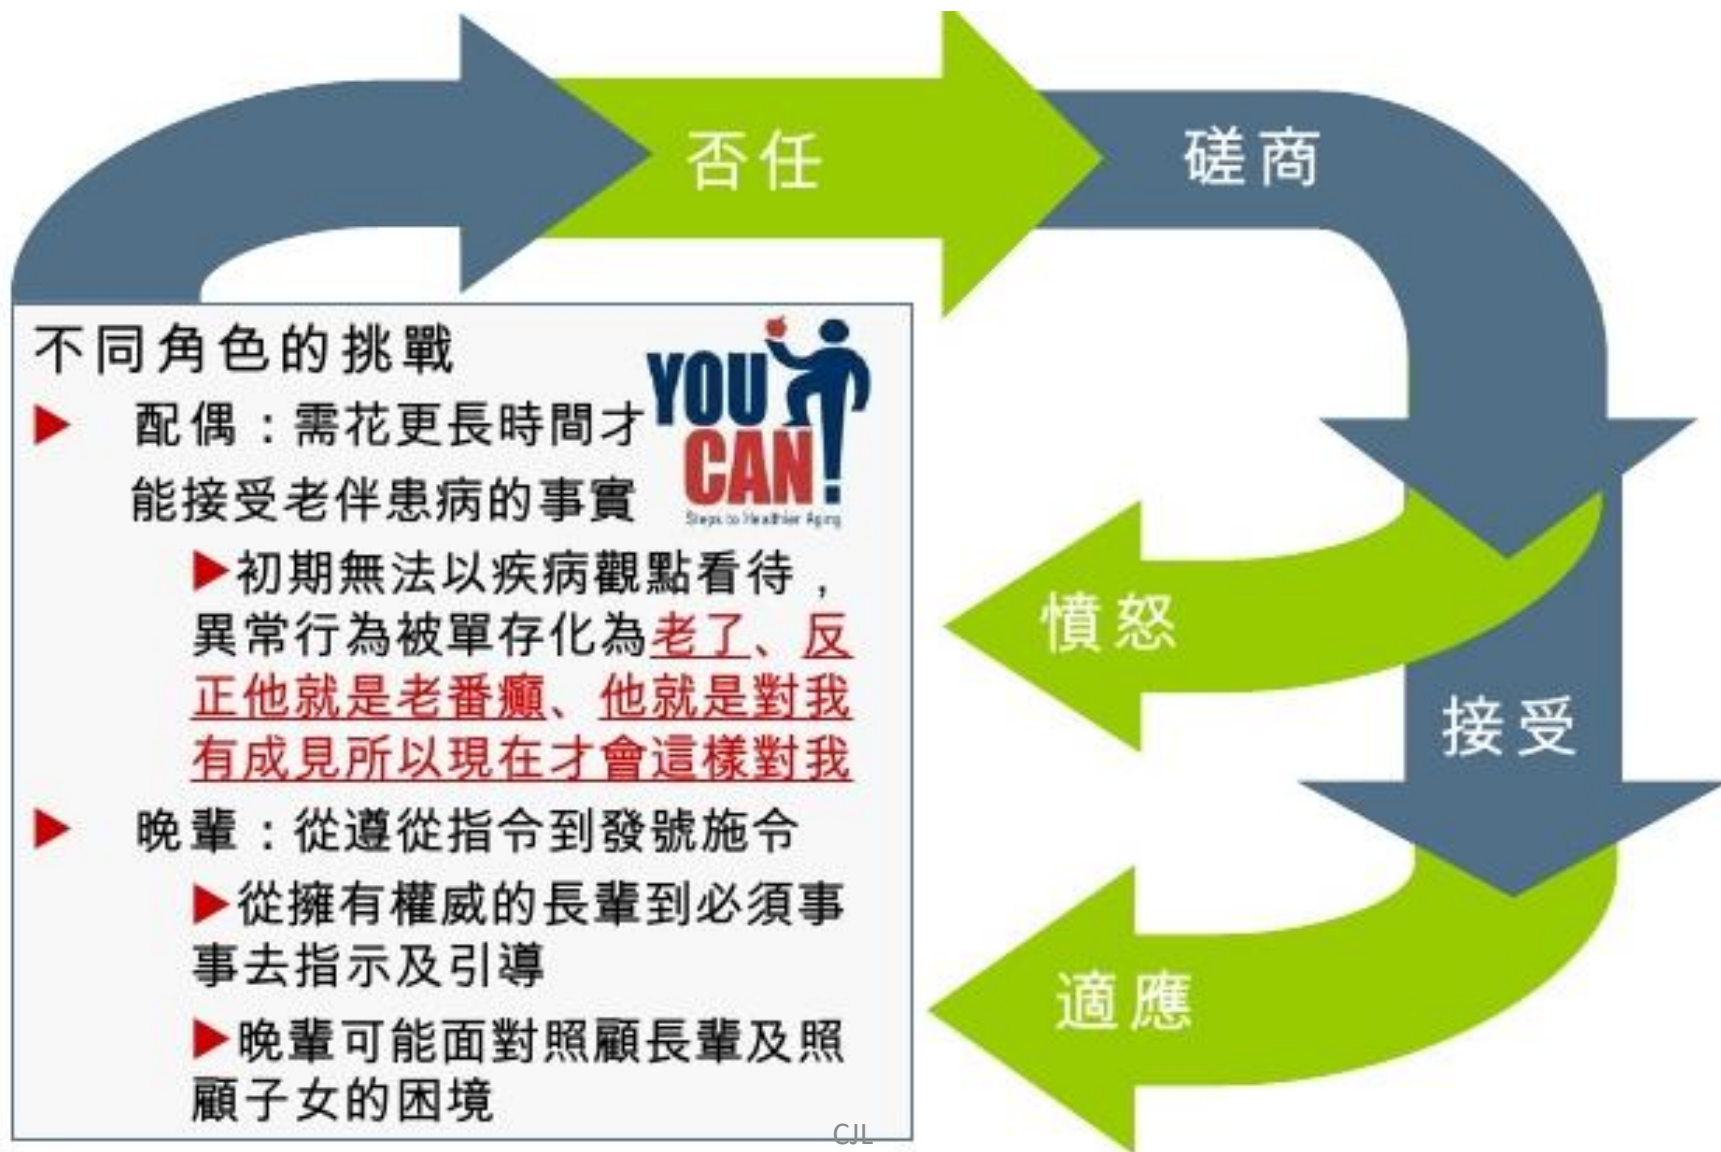 否任
磋商
不同角色的挑戰
配偶：需花更長時間才
能接受老伴患病的事實
YOU
CAN!
Steps to Healthier Aging
初期無法以疾病觀點看待，
異常行為被單存化為老了、反
正他就是老番癲、他就是對我
有成見所以現在才會這樣對我
晚輩：從遵從指令到發號施令
從擁有權威的長輩到必須事
事去指示及引導
晚輩可能面對照顧長輩及照
顧子女的困境
憤怒
接受
適應
CJL